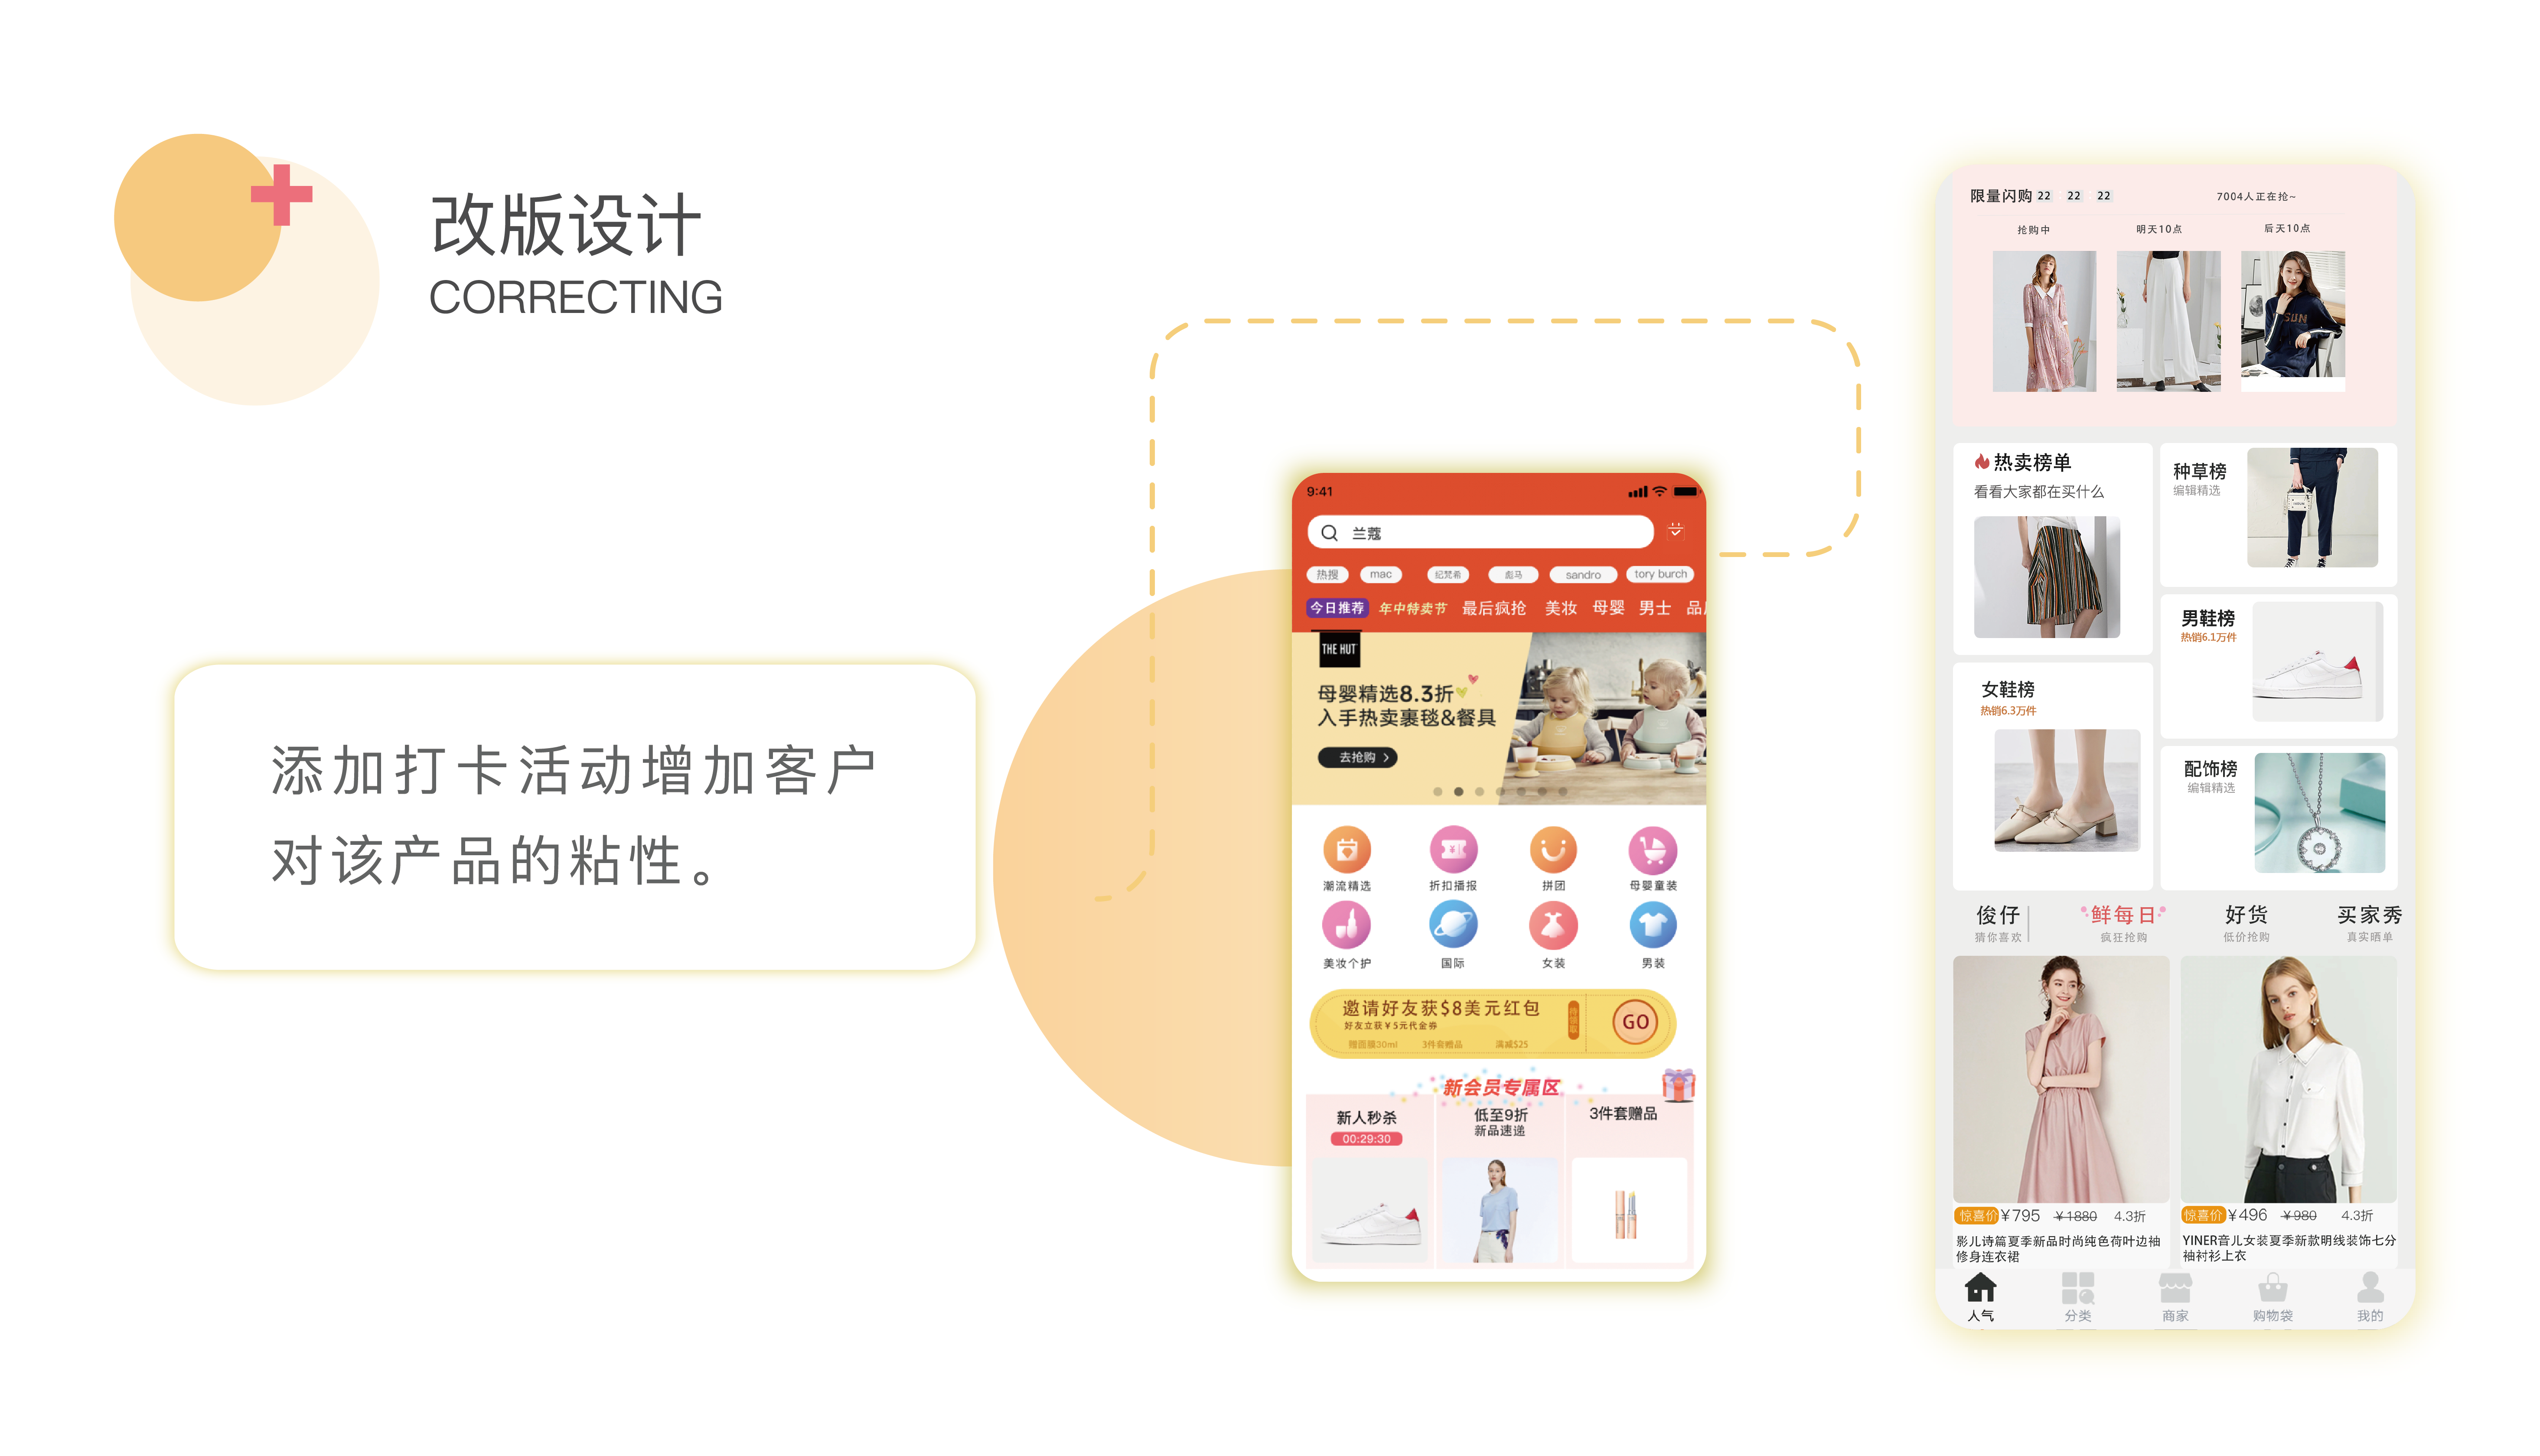 改版设计
CORRECTING
添加打卡活动增加客户
对该产品的粘性。
9:41
兰蔻
热搜 mac 纪梵希 彪马 sandro tory burch
今日推荐 年中特卖节 最后疯抢 美妆 母婴 男士
THE HUT
母婴精选8.3折
入手热卖裹毯&餐具
去抢购
潮流精选 折扣播报 拼团 母婴童装
美妆个护 国际 女装 男装
邀请好友获$8美元红包
好友立获￥5元代金券
赠面膜30ml 3件套赠品 满减$25
GO
新会员专属区
新人秒杀
00:29:30
低至9折
新品速递
3件套赠品
限量闪购 22 22 22 7004人正在抢~
抢购中 明天10点 后天10点
SUN
热卖榜单
看看大家都在买什么
种草榜
编辑精选
男鞋榜
热销6.1万件
女鞋榜
热销6.3万件
配饰榜
编辑精选
俊仔 鲜每日 好货 买家秀
猜你喜欢 疯狂抢购 低价抢购 真实晒单
惊喜价 ￥795 ￥1880 4.3折
影儿诗篇夏季新品时尚纯色荷叶边袖
修身连衣裙
惊喜价 ￥496 ￥980 4.3折
YINER音儿女装夏季新款明线装饰七分
袖衬衫上衣
人气 分类 商家 购物袋 我的